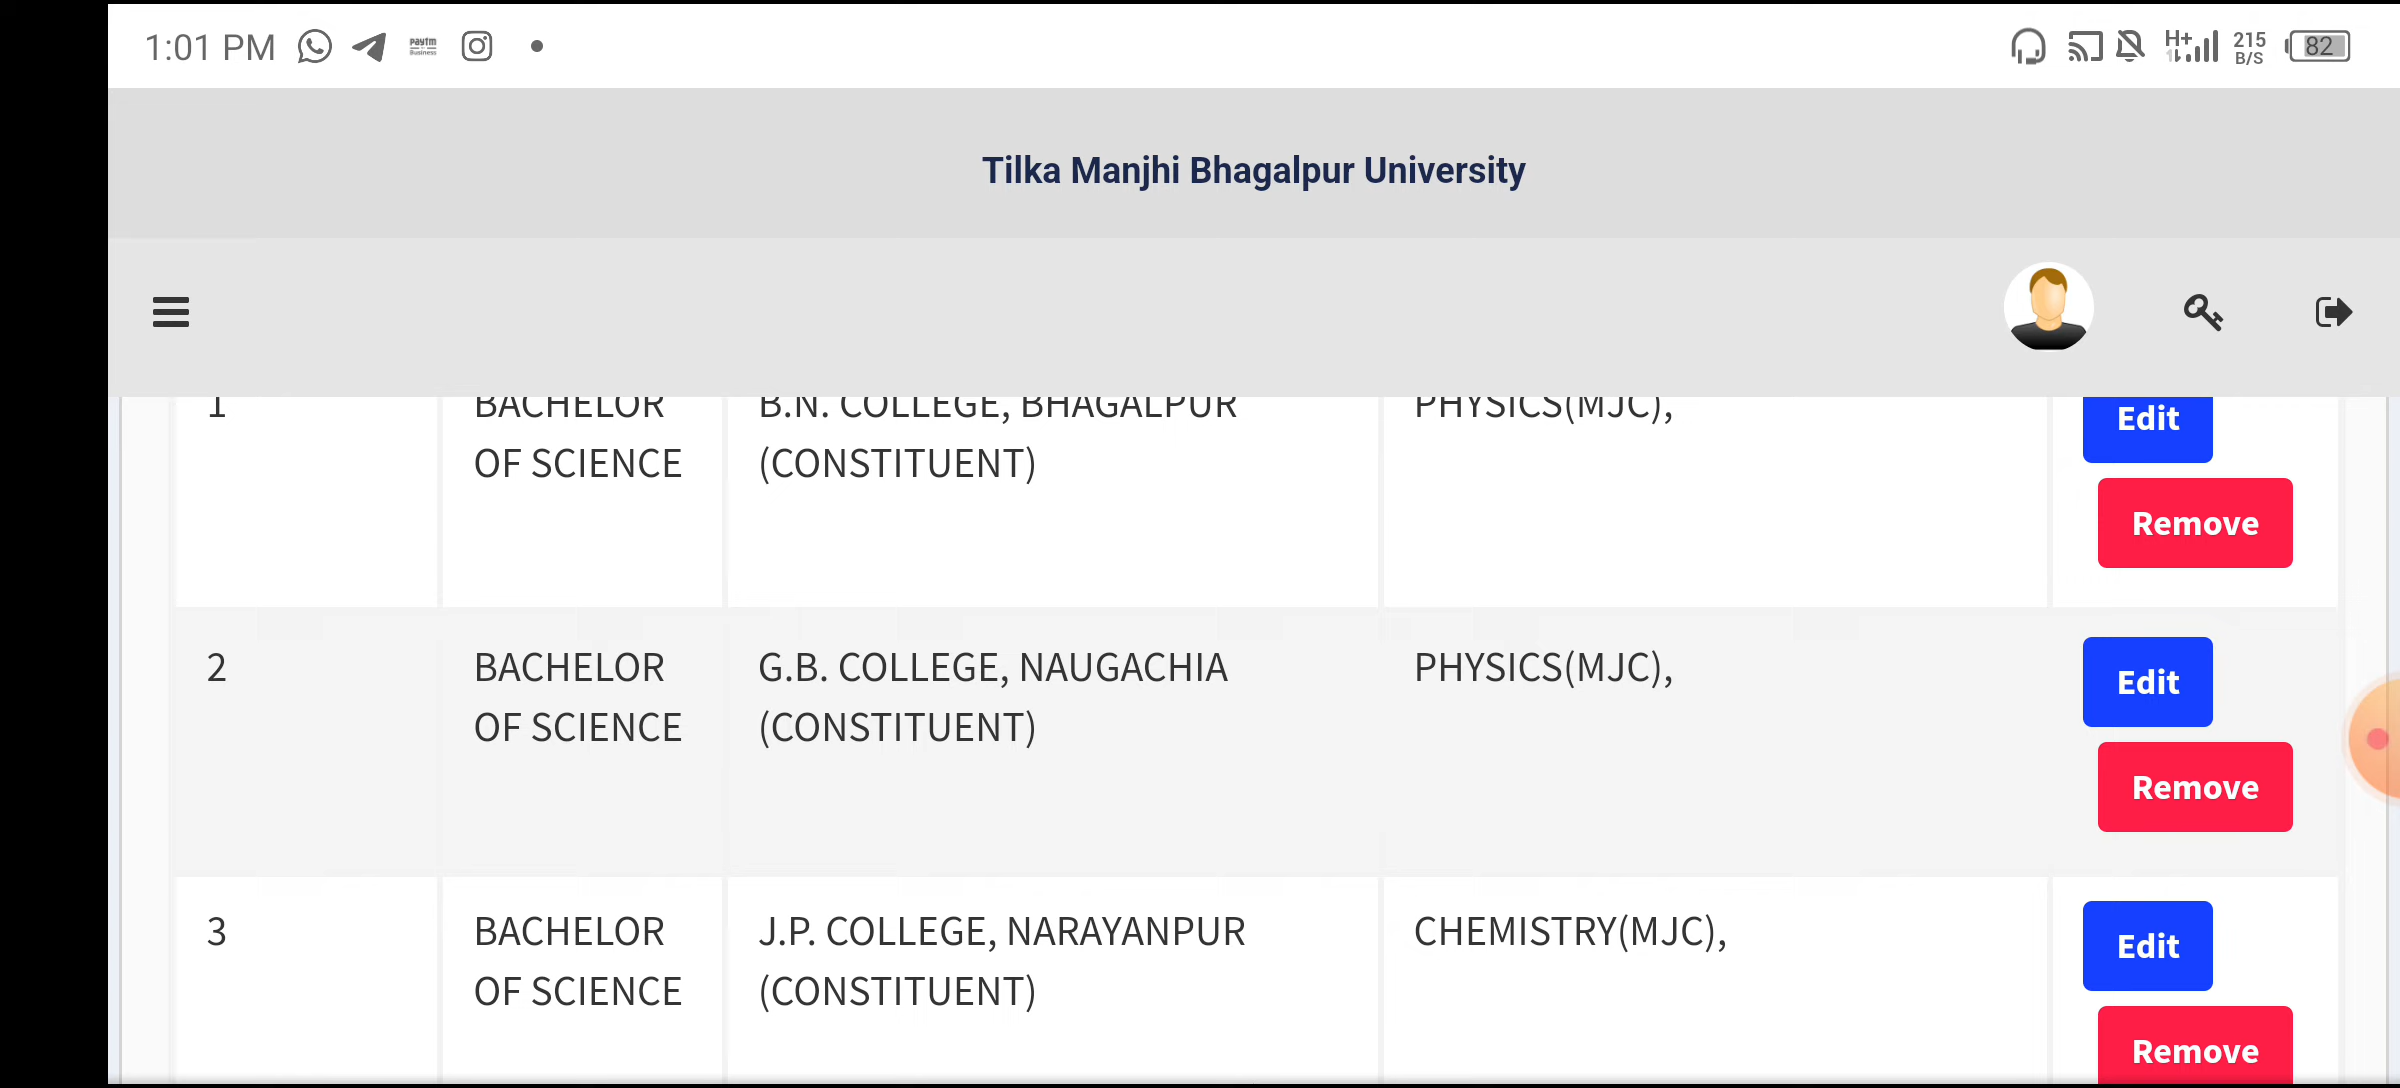 1:01 PM
paytm
Business
H+
215
B/S
82
Tilka Manjhi Bhagalpur University
1 BACHELOR B.N. COLLEGE, BHAGALPUR PHYSICS(MJC), Edit
OF SCIENCE (CONSTITUENT)
Remove
2 BACHELOR G.B. COLLEGE, NAUGACHIA PHYSICS(MJC), Edit
OF SCIENCE (CONSTITUENT)
Remove
3 BACHELOR J.P. COLLEGE, NARAYANPUR CHEMISTRY(MJC), Edit
OF SCIENCE (CONSTITUENT)
Remove